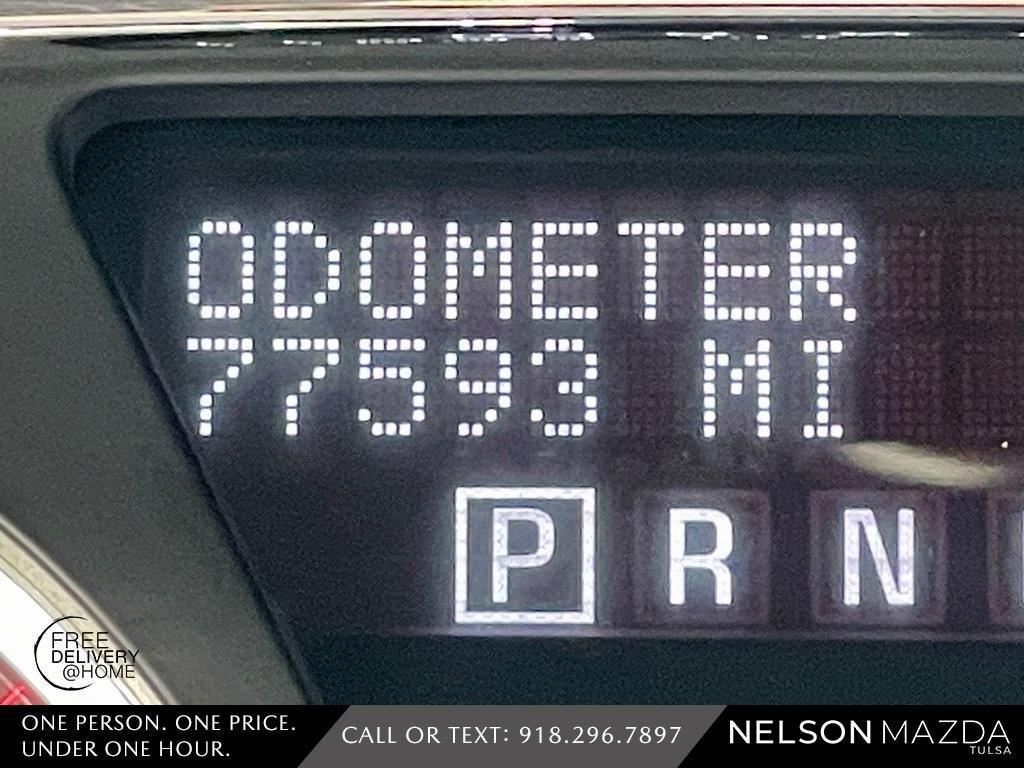 ODOMETER
77593 MI
P R N
FREE
DELIVERY
@HOME
ONE PERSON. ONE PRICE.
UNDER ONE HOUR.
CALL OR TEXT: 918.296.7897
NELSON MAZDA
TULSA